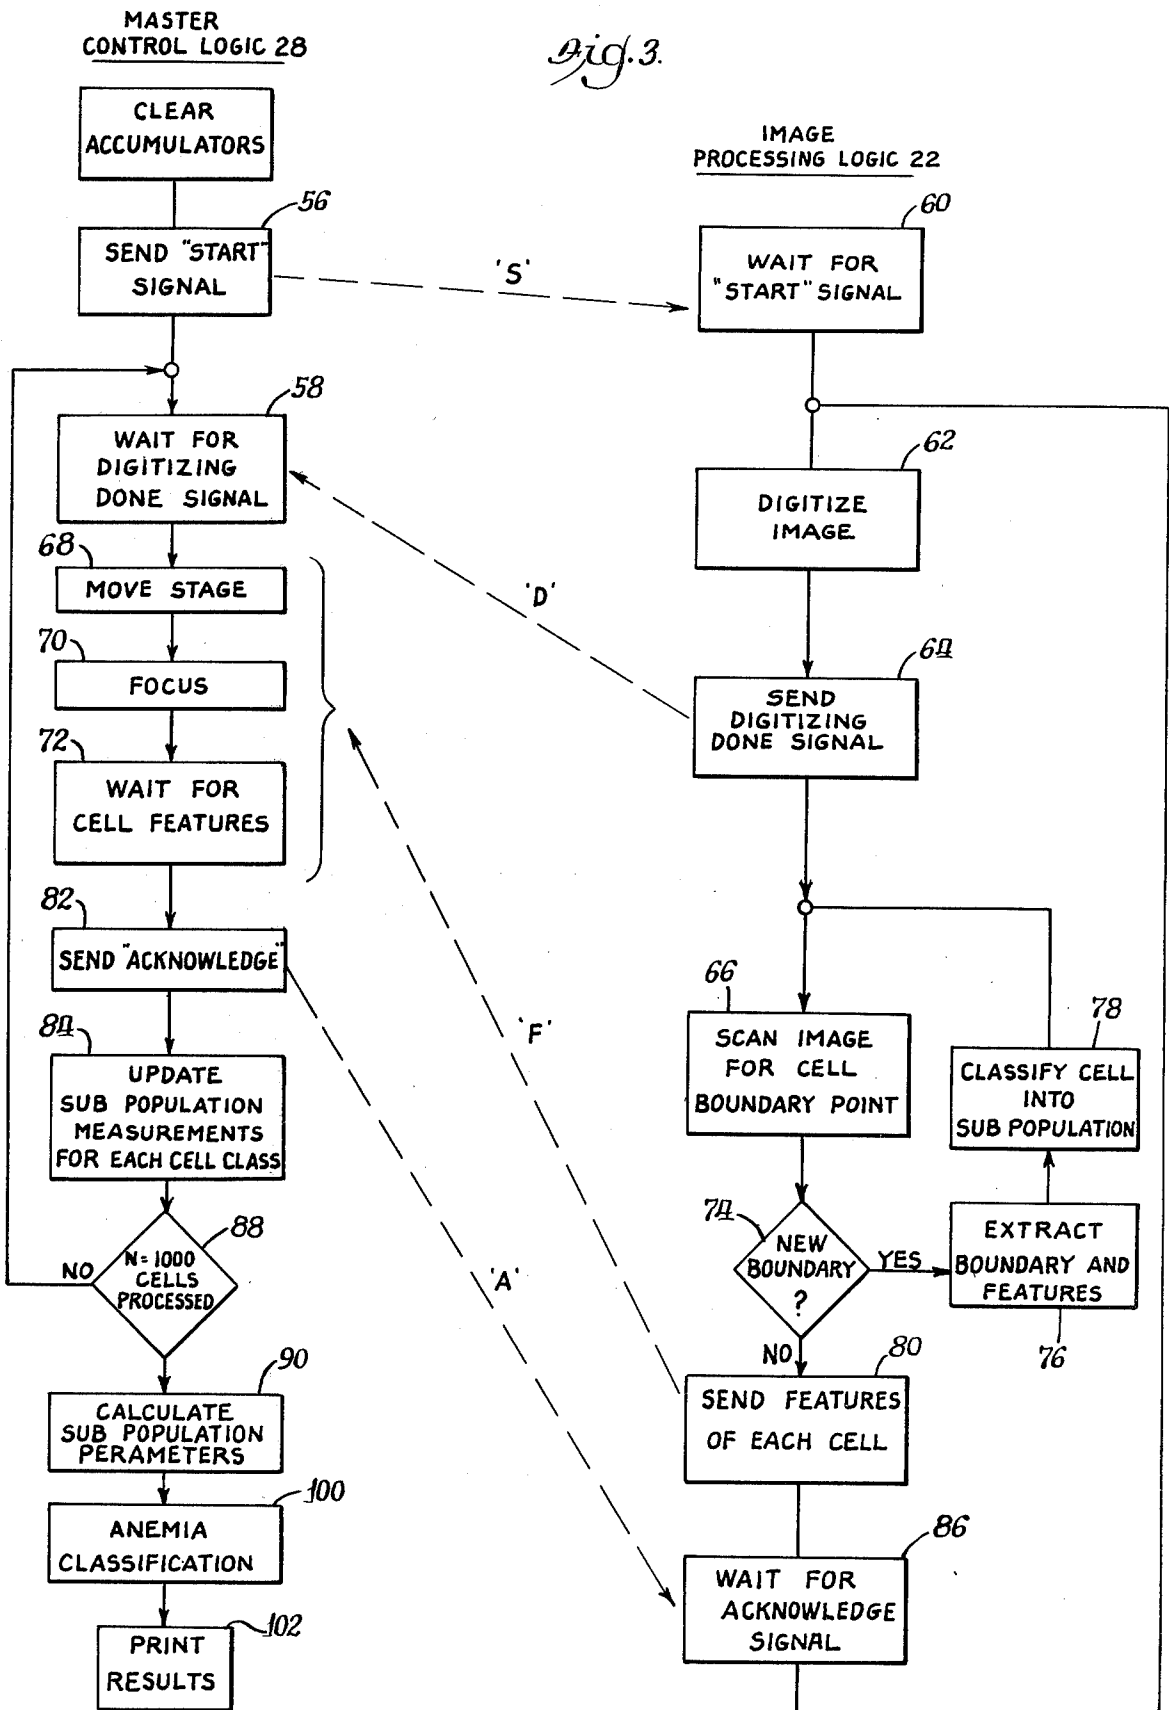 MASTER
CONTROL LOGIC 28
Fig. 3.
CLEAR
ACCUMULATORS
56
SEND "START"
SIGNAL
'S'
58
WAIT FOR
DIGITIZING
DONE SIGNAL
68
MOVE STAGE
70
FOCUS
72
WAIT FOR
CELL FEATURES
82
SEND "ACKNOWLEDGE"
84
UPDATE
SUB POPULATION
MEASUREMENTS
FOR EACH CELL CLASS
88
N=1000
CELLS
PROCESSED
NO
90
CALCULATE
SUB POPULATION
PERAMETERS
100
ANEMIA
CLASSIFICATION
102
PRINT
RESULTS
'D'
'F'
'A'
IMAGE
PROCESSING LOGIC 22
60
WAIT FOR
"START" SIGNAL
62
DIGITIZE
IMAGE
64
SEND
DIGITIZING
DONE SIGNAL
66
SCAN IMAGE
FOR CELL
BOUNDARY POINT
74
NEW
BOUNDARY
?
YES
NO
76
EXTRACT
BOUNDARY AND
FEATURES
78
CLASSIFY CELL
INTO
SUB POPULATION
80
SEND FEATURES
OF EACH CELL
86
WAIT FOR
ACKNOWLEDGE
SIGNAL